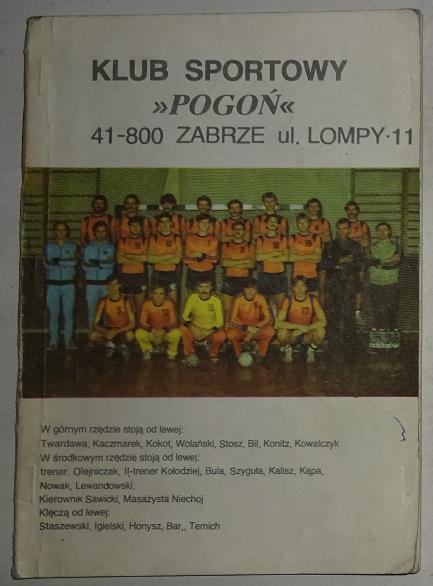 KLUB SPORTOWY
»POGOŃ«
41-800 ZABRZE ul. LOMPY·11
adidas
W górnym rzędzie stoją od lewej:
Twardawa, Kaczmarek, Kokot, Wolański, Stosz, Bil, Konitz, Kowalczyk
W środkowym rzędzie stoją od lewej:
trener. Olejniczak, II-trener Kołodziej, Bula, Szyguła, Kalisz, Kąpa,
Nowak, Lewandowski,
Kierownik Sawicki, Masażysta Niechoj
Klęczą od lewej:
Staszewski, Igielski, Honysz, Bar,, Temich